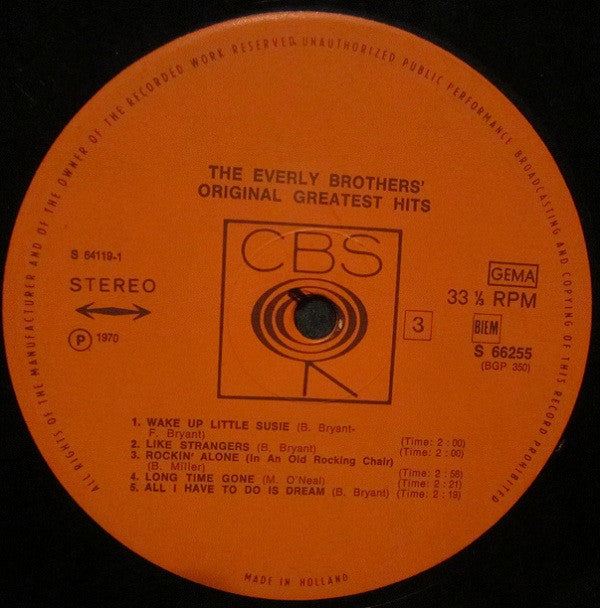 ALL RIGHTS OF THE MANUFACTURER AND OF THE OWNER OF THE RECORDED WORK RESERVED UNAUTHORIZED PUBLIC PERFORMANCE BROADCASTING AND COPYING OF THIS RECORD PROHIBITED
THE EVERLY BROTHERS'
ORIGINAL GREATEST HITS
CBS
S 64119-1
STEREO
P 1970
GEMA
33 ⅓ RPM
3
BIEM
S 66255
(BGP 350)
1. WAKE UP LITTLE SUSIE (B. Bryant-
F. Bryant) (Time: 2 : 00)
2. LIKE STRANGERS (B. Bryant) (Time: 2 : 00)
3. ROCKIN' ALONE (In An Old Rocking Chair)
(B. Miller) (Time: 2 : 58)
4. LONG TIME GONE (M. O'Neal) (Time: 2 : 21)
5. ALL I HAVE TO DO IS DREAM (B. Bryant) (Time: 2 : 19)
MADE IN HOLLAND